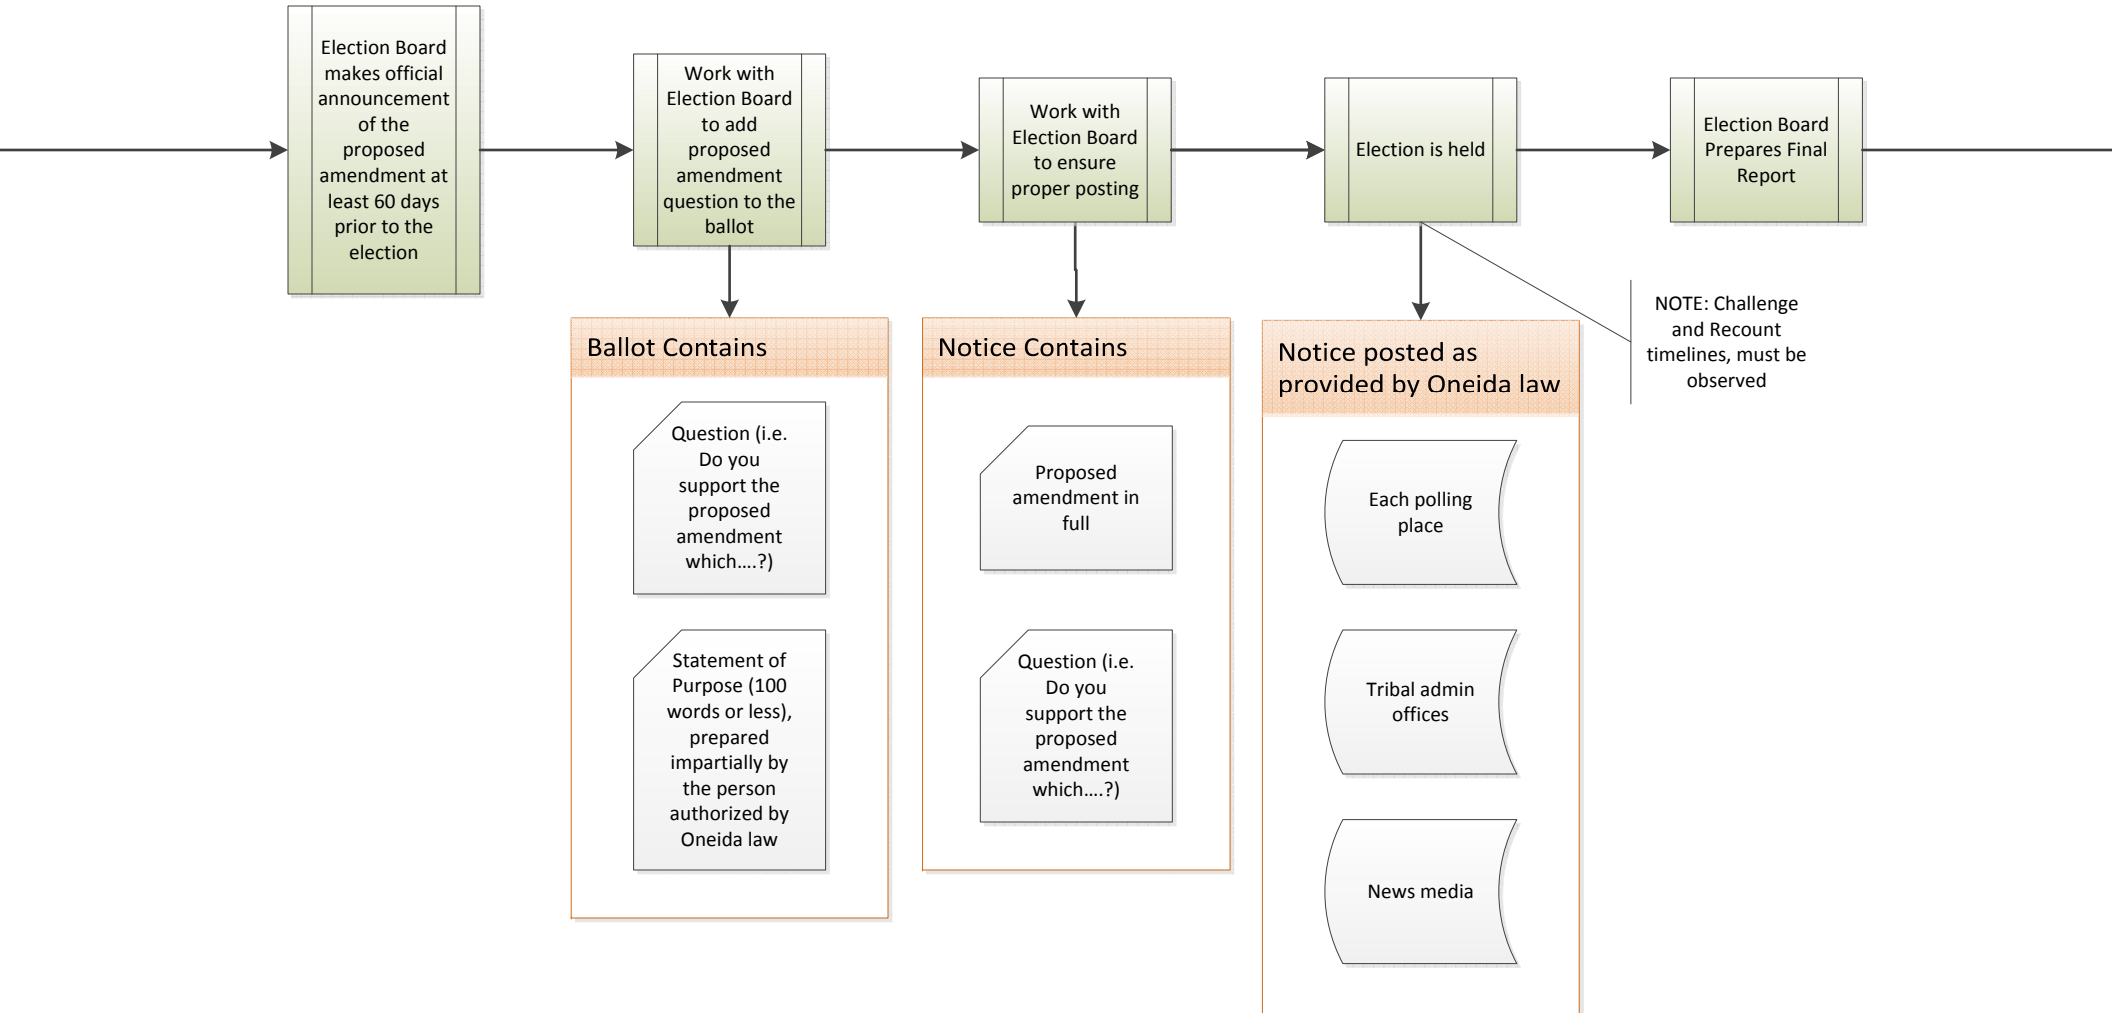 Election Board
makes official
announcement
of the
proposed
amendment at
least 60 days
prior to the
election
Work with
Election Board
to add
proposed
amendment
question to the
ballot
Work with
Election Board
to ensure
proper posting
Election is held
Election Board
Prepares Final
Report
NOTE: Challenge
and Recount
timelines, must be
observed
Ballot Contains
Question (i.e.
Do you
support the
proposed
amendment
which....?)
Statement of
Purpose (100
words or less),
prepared
impartially by
the person
authorized by
Oneida law
Notice Contains
Proposed
amendment in
full
Question (i.e.
Do you
support the
proposed
amendment
which....?)
Notice posted as
provided by Oneida law
Each polling
place
Tribal admin
offices
News media